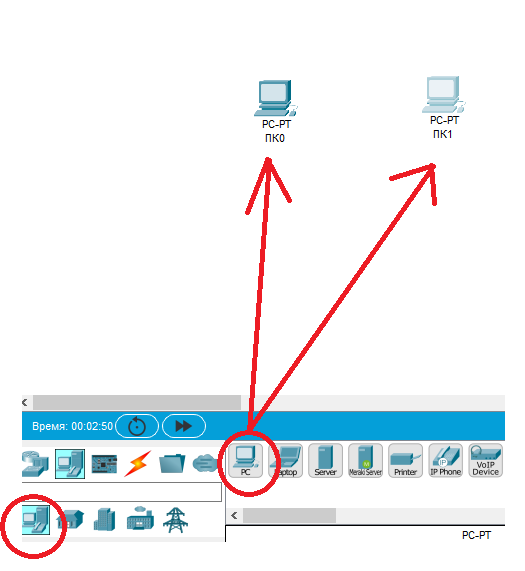 PC-PT
ПК0
PC-PT
ПК1
Время: 00:02:50
PC
Laptop
Server
Meraki Server
Printer
IP Phone
VoIP
Device
PC-PT